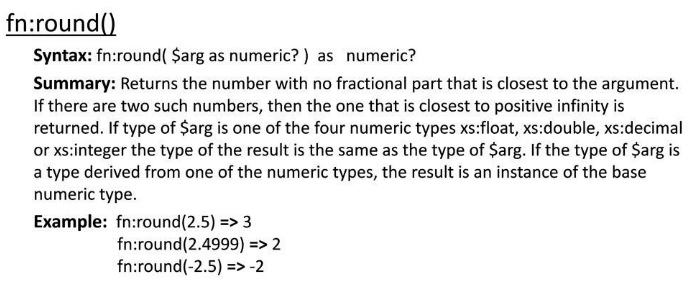 fn:round()
Syntax: fn:round( $arg as numeric? ) as numeric?
Summary: Returns the number with no fractional part that is closest to the argument.
If there are two such numbers, then the one that is closest to positive infinity is
returned. If type of $arg is one of the four numeric types xs:float, xs:double, xs:decimal
or xs:integer the type of the result is the same as the type of $arg. If the type of $arg is
a type derived from one of the numeric types, the result is an instance of the base
numeric type.
Example: fn:round(2.5) => 3
fn:round(2.4999) => 2
fn:round(-2.5) => -2